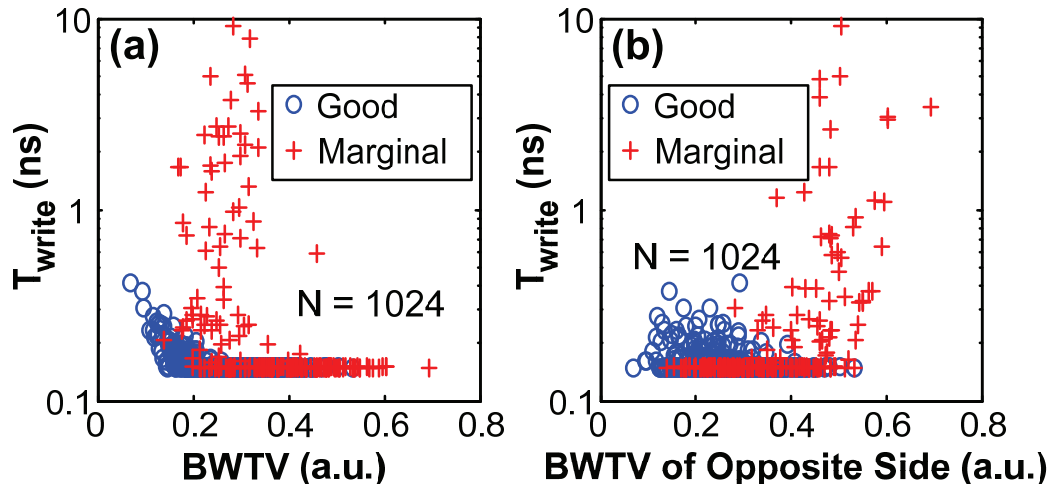 (a)
10
1
0.1
T_write (ns)
Good
Marginal
N = 1024
0 0.2 0.4 0.6 0.8
BWTV (a.u.)
(b)
10
1
0.1
T_write (ns)
Good
Marginal
N = 1024
0 0.2 0.4 0.6 0.8
BWTV of Opposite Side (a.u.)